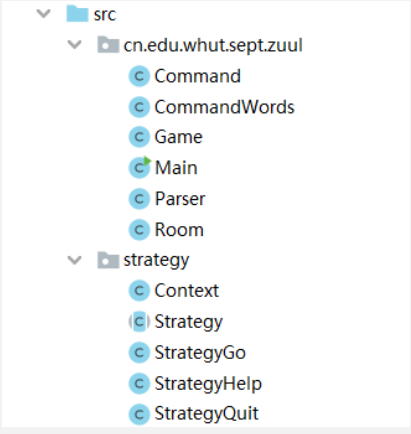 src
cn.edu.whut.sept.zuul
C Command
C CommandWords
C Game
C Main
C Parser
C Room
strategy
C Context
C Strategy
C StrategyGo
C StrategyHelp
C StrategyQuit